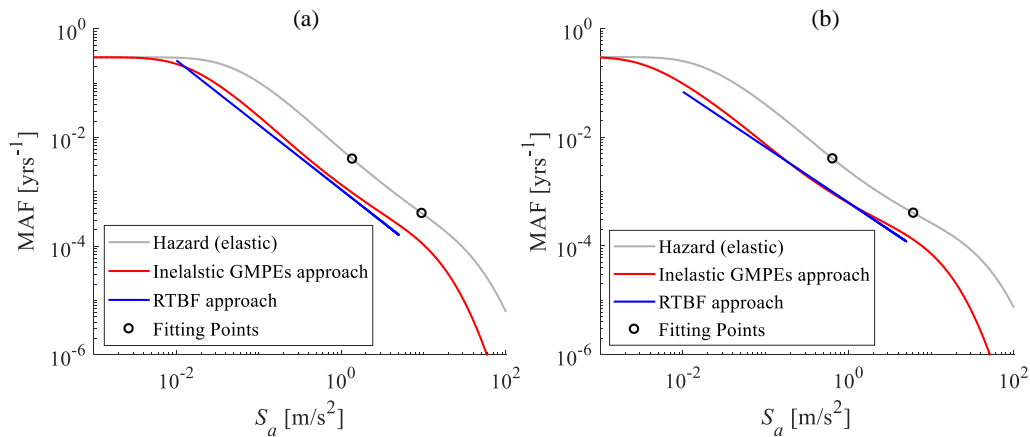 (a)
10^0
10^-2
10^-4
10^-6
MAF [yrs^-1]
Hazard (elastic)
Inelalstic GMPEs approach
RTBF approach
Fitting Points
10^-2
10^0
10^2
S_a [m/s^2]
(b)
10^0
10^-2
10^-4
10^-6
MAF [yrs^-1]
Hazard (elastic)
Inelastic GMPEs approach
RTBF approach
Fitting Points
10^-2
10^0
10^2
S_a [m/s^2]